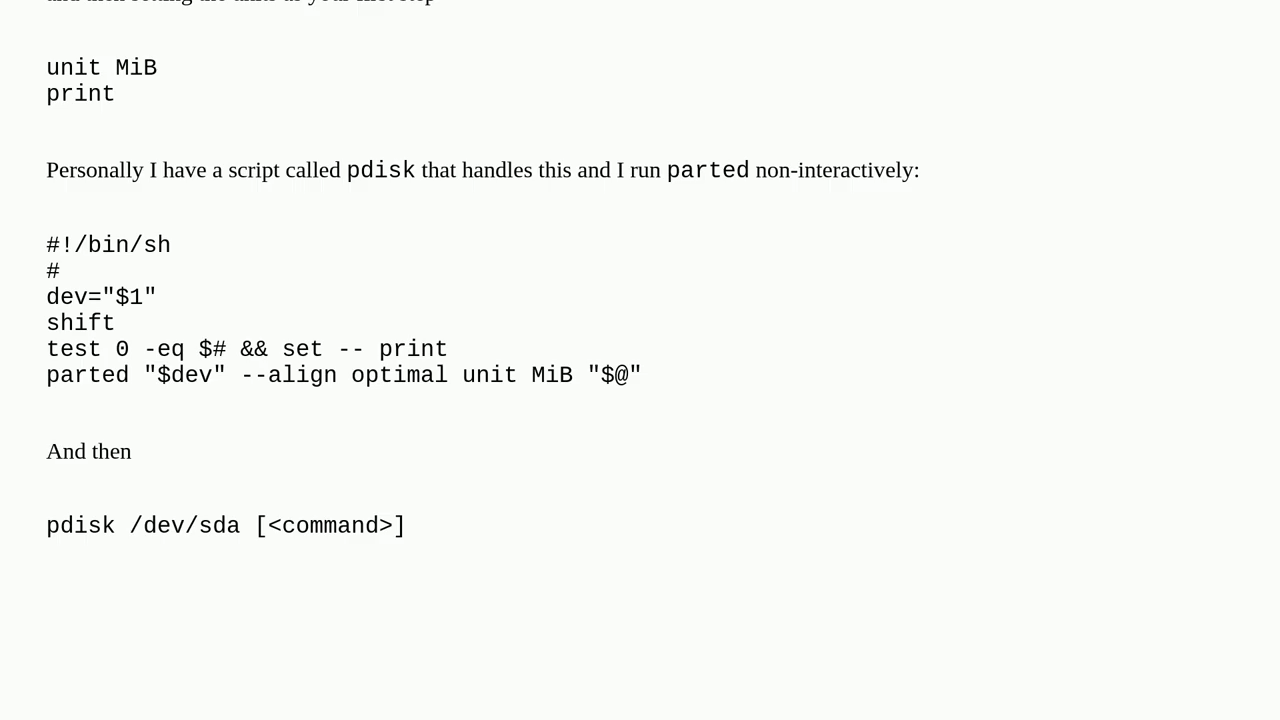 unit MiB
print
Personally I have a script called pdisk that handles this and I run parted non-interactively:
#!/bin/sh
#
dev="$1"
shift
test 0 -eq $# && set -- print
parted "$dev" --align optimal unit MiB "$@"
And then
pdisk /dev/sda [<command>]